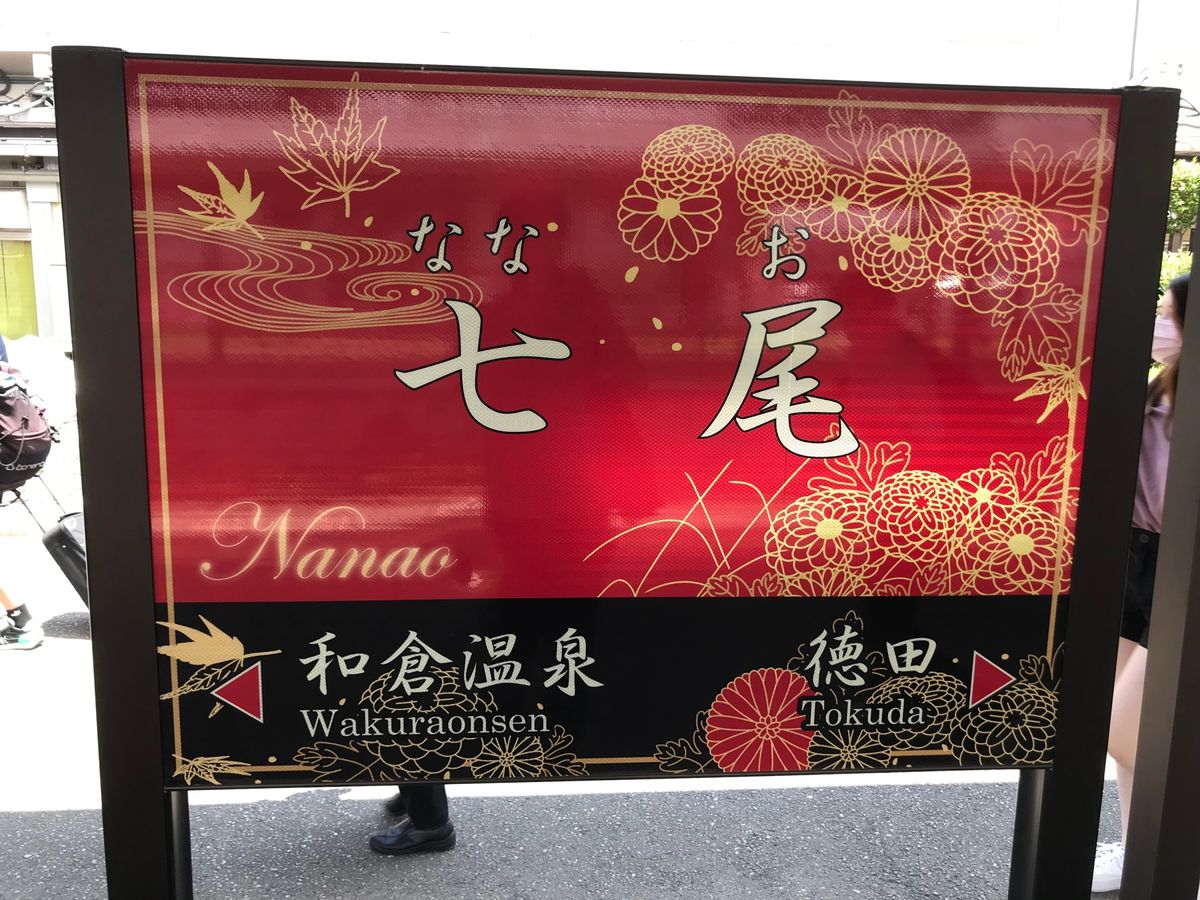 なな お
七 尾
Nanao
和倉温泉 徳田
Wakuraonsen Tokuda